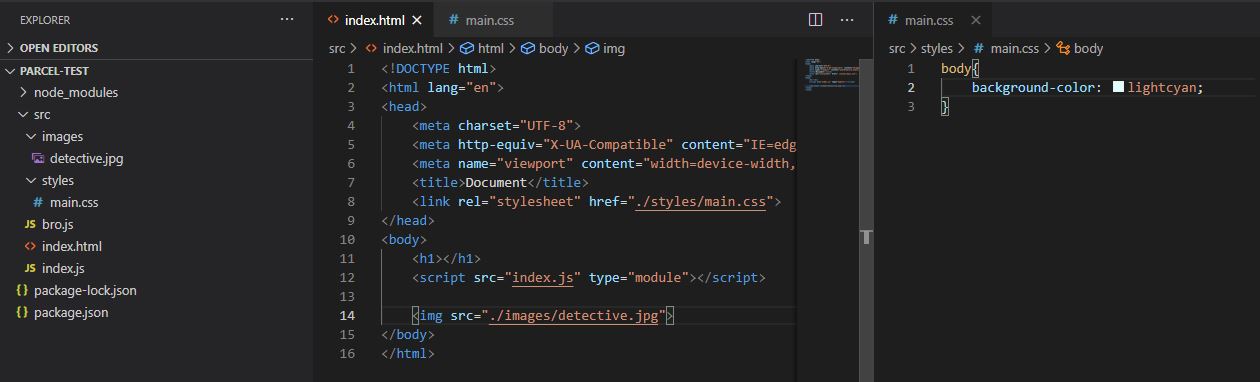 EXPLORER
OPEN EDITORS
PARCEL-TEST
node_modules
src
images
detective.jpg
styles
# main.css
JS bro.js
<> index.html
JS index.js
{} package-lock.json
{} package.json
<> index.html
# main.css
src > <> index.html > html > body > img
1 <!DOCTYPE html>
2 <html lang="en">
3 <head>
4 <meta charset="UTF-8">
5 <meta http-equiv="X-UA-Compatible" content="IE=edg
6 <meta name="viewport" content="width=device-width,
7 <title>Document</title>
8 <link rel="stylesheet" href="./styles/main.css">
9 </head>
10 <body>
11 <h1></h1>
12 <script src="index.js" type="module"></script>
13
14 <img src="./images/detective.jpg">
15 </body>
16 </html>
# main.css
src > styles > # main.css > body
1 body{
2 background-color: lightcyan;
3 }